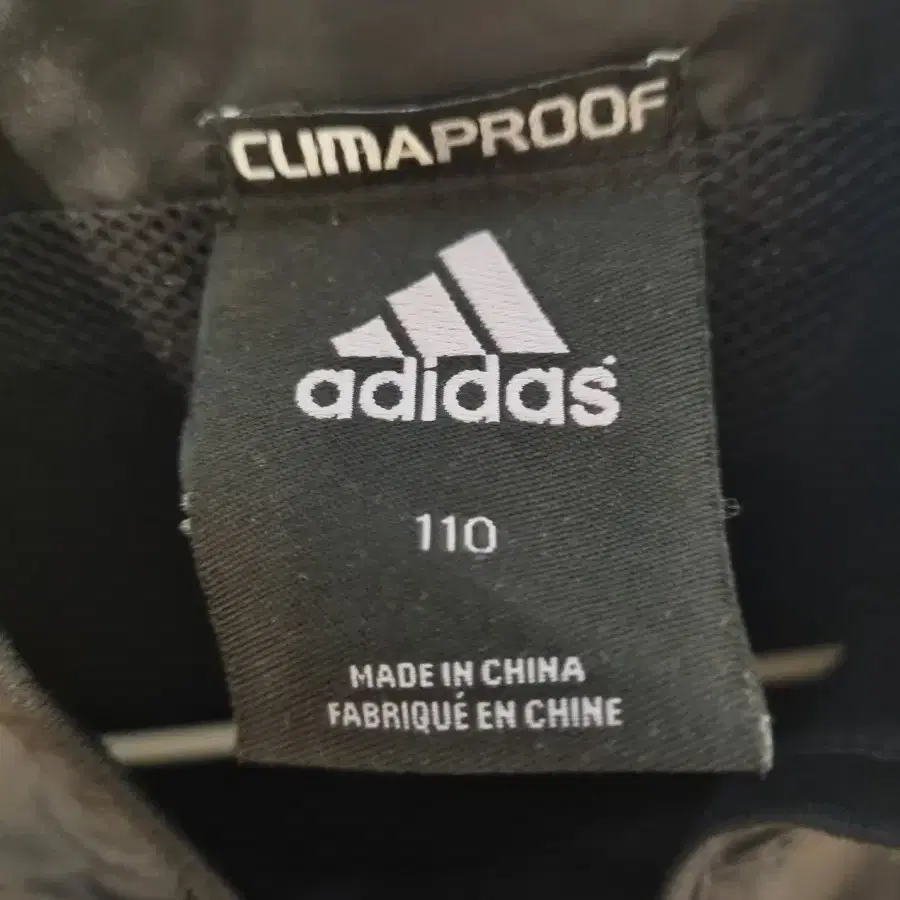 CLIMAPROOF
adidas
110
MADE IN CHINA
FABRIQUÉ EN CHINE